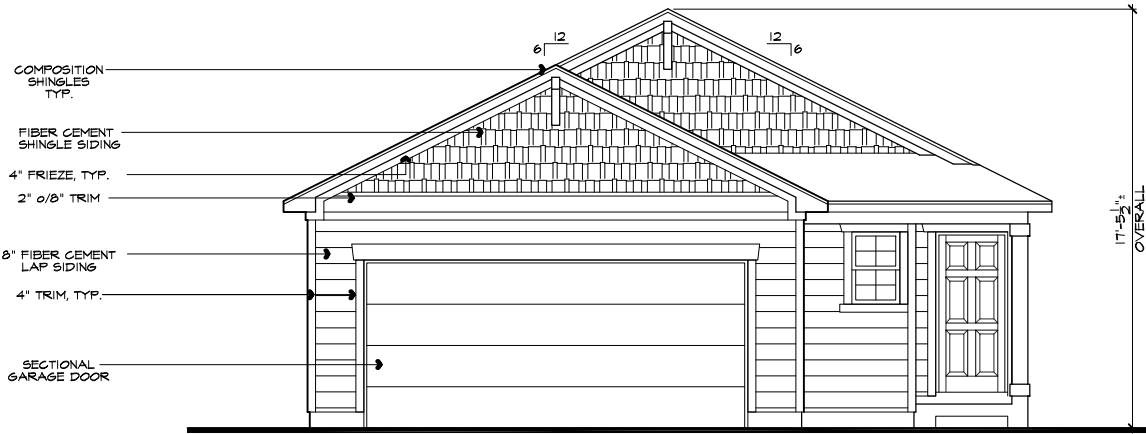 12
6
12
6
COMPOSITION
SHINGLES
TYP.
FIBER CEMENT
SHINGLE SIDING
4" FRIEZE, TYP.
2" o/8" TRIM
8" FIBER CEMENT
LAP SIDING
4" TRIM, TYP.
SECTIONAL
GARAGE DOOR
17'-5 1/2"±
OVERALL